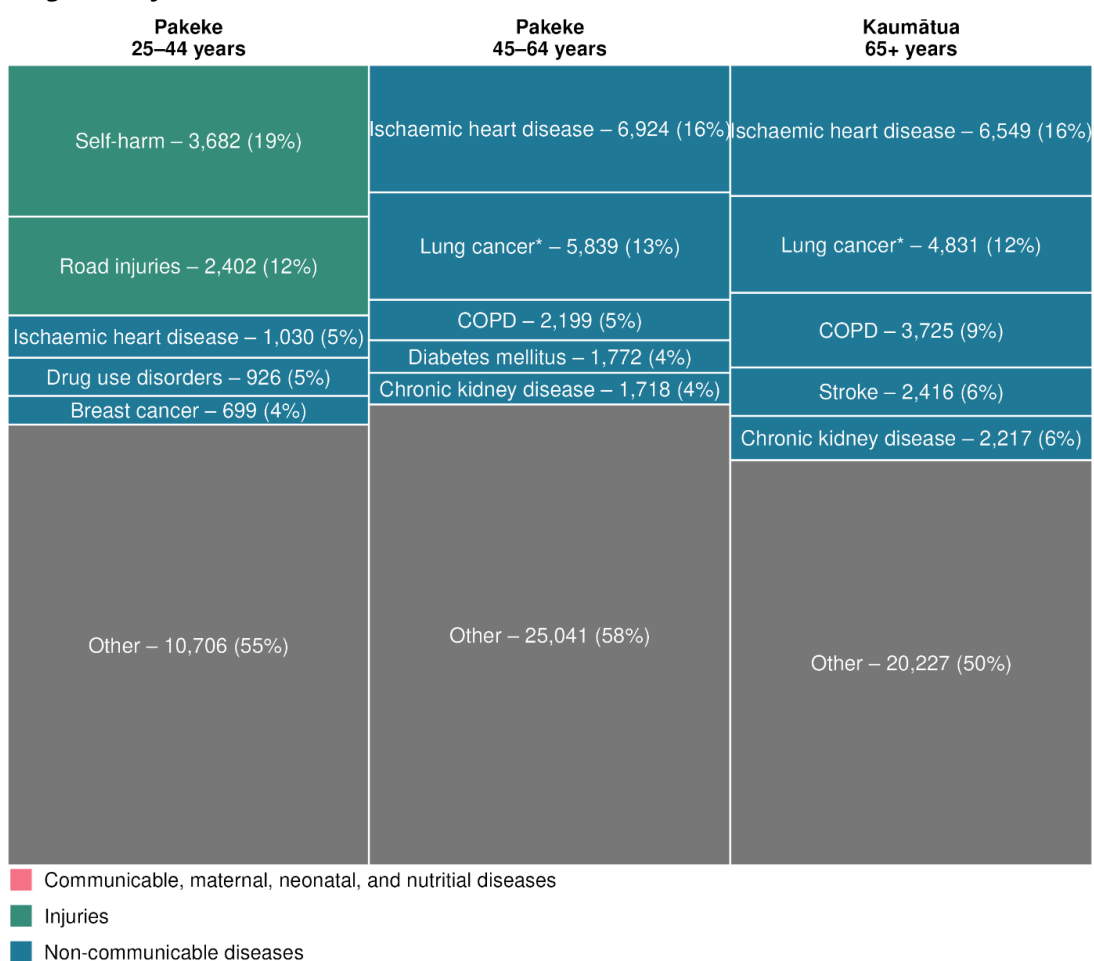 Pakeke
25–44 years
Pakeke
45–64 years
Kaumātua
65+ years
Self-harm – 3,682 (19%)
Road injuries – 2,402 (12%)
Ischaemic heart disease – 1,030 (5%)
Drug use disorders – 926 (5%)
Breast cancer – 699 (4%)
Other – 10,706 (55%)
Ischaemic heart disease – 6,924 (16%)
Lung cancer* – 5,839 (13%)
COPD – 2,199 (5%)
Diabetes mellitus – 1,772 (4%)
Chronic kidney disease – 1,718 (4%)
Other – 25,041 (58%)
Ischaemic heart disease – 6,549 (16%)
Lung cancer* – 4,831 (12%)
COPD – 3,725 (9%)
Stroke – 2,416 (6%)
Chronic kidney disease – 2,217 (6%)
Other – 20,227 (50%)
Communicable, maternal, neonatal, and nutritial diseases
Injuries
Non-communicable diseases